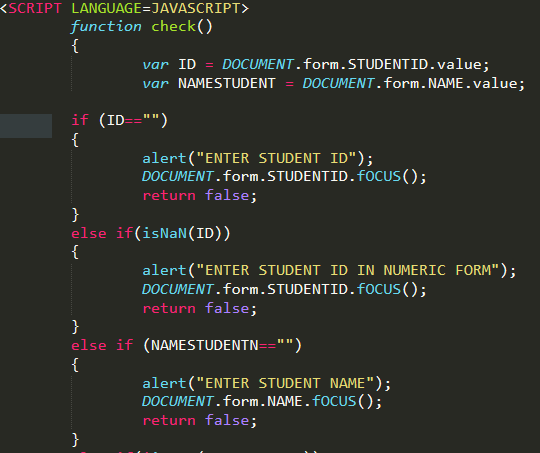 <SCRIPT LANGUAGE=JAVASCRIPT>
function check()
{
var ID = DOCUMENT.form.STUDENTID.value;
var NAMESTUDENT = DOCUMENT.form.NAME.value;
if (ID=="")
{
alert("ENTER STUDENT ID");
DOCUMENT.form.STUDENTID.fOCUS();
return false;
}
else if(isNaN(ID))
{
alert("ENTER STUDENT ID IN NUMERIC FORM");
DOCUMENT.form.STUDENTID.fOCUS();
return false;
}
else if (NAMESTUDENTN=="")
{
alert("ENTER STUDENT NAME");
DOCUMENT.form.NAME.fOCUS();
return false;
}